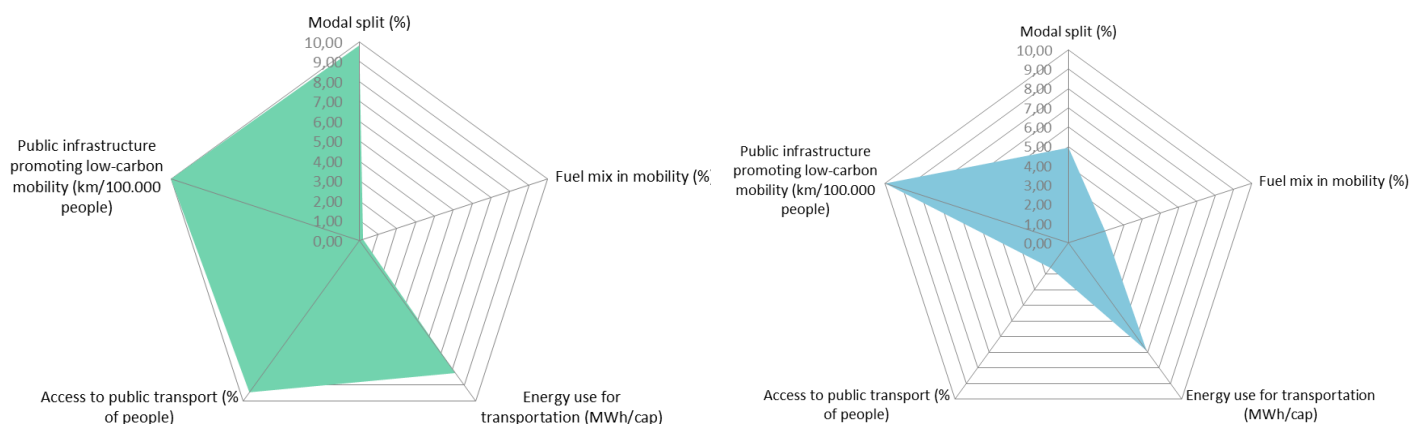 Modal split (%)
10,00
9,00
8,00
7,00
6,00
5,00
4,00
3,00
2,00
1,00
0,00
Public infrastructure
promoting low-carbon
mobility (km/100.000
people)
Fuel mix in mobility (%)
Access to public transport (%
of people)
Energy use for
transportation (MWh/cap)
Modal split (%)
10,00
9,00
8,00
7,00
6,00
5,00
4,00
3,00
2,00
1,00
0,00
Public infrastructure
promoting low-carbon
mobility (km/100.000
people)
Fuel mix in mobility (%)
Access to public transport (%
of people)
Energy use for transportation
(MWh/cap)